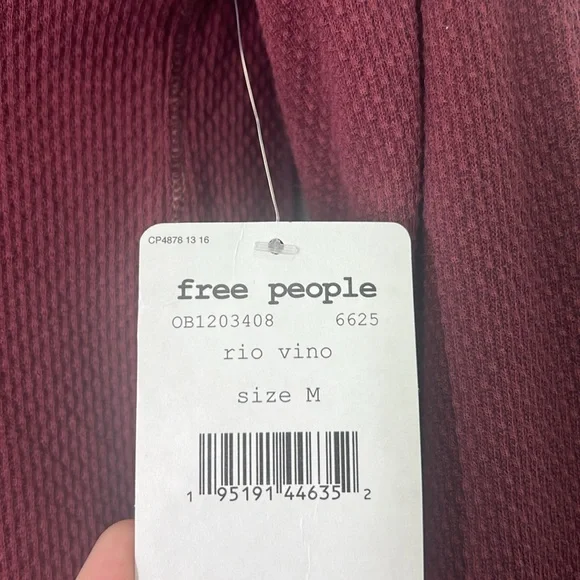 CP4878 13 16
free people
OB1203408 6625
rio vino
size M
1 95191 44635 2